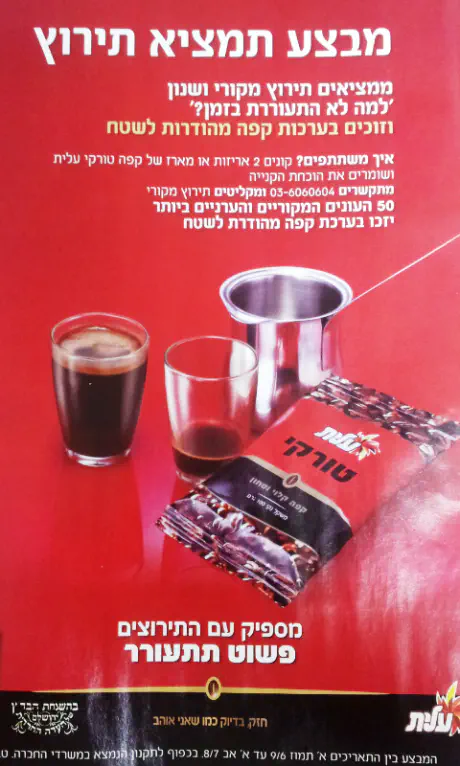 מבצע תמציא תירוץ
ממציאים תירוץ מקורי ושנון
'למה לא התעוררת בזמן?'
וזוכים בערכות קפה מהודרות לשטח
איך משתתפים? קונים 2 אריזות או מארז של קפה טורקי עלית
ושומרים את הוכחת הקנייה
מתקשרים 03-6060604 ומקליטים תירוץ מקורי
50 העונים המקוריים והערניים ביותר
יזכו בערכת קפה מהודרת לשטח
עלית
טורקי
קפה קלוי וטחון
מספיק עם התירוצים
פשוט תתעורר
בהשגחת הבד"ץ
ירושלים
חזק, בדיוק כמו שאני אוהב
עלית
המבצע בין התאריכים א' תמוז 9/6 עד א' אב 8/7. בכפוף לתקנון הנמצא במשרדי החברה.